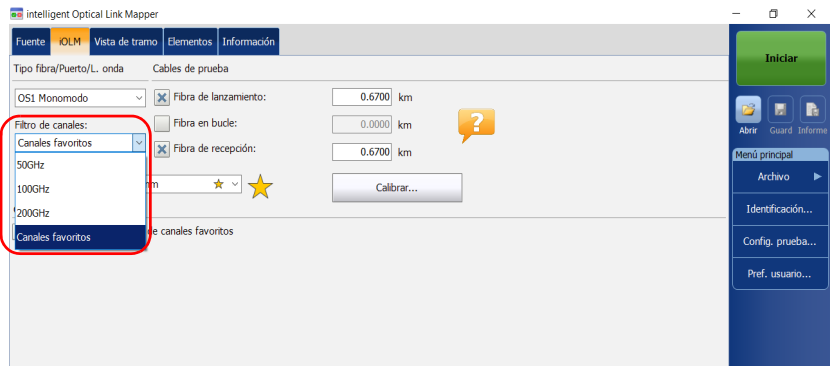 intelligent Optical Link Mapper
Fuente iOLM Vista de tramo Elementos Información
Tipo fibra/Puerto/L. onda Cables de prueba
OS1 Monomodo
Fibra de lanzamiento: 0.6700 km
Filtro de canales:
Fibra en bucle: 0.0000 km
Canales favoritos
Fibra de recepción: 0.6700 km
50GHz
100GHz
200GHz
Canales favoritos
de canales favoritos
Calibrar...
?
Iniciar
Abrir Guard Informe
Menú principal
Archivo
Identificación...
Config. prueba...
Pref. usuario...